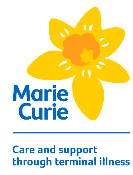 Marie
Curie
Care and support
through terminal illness